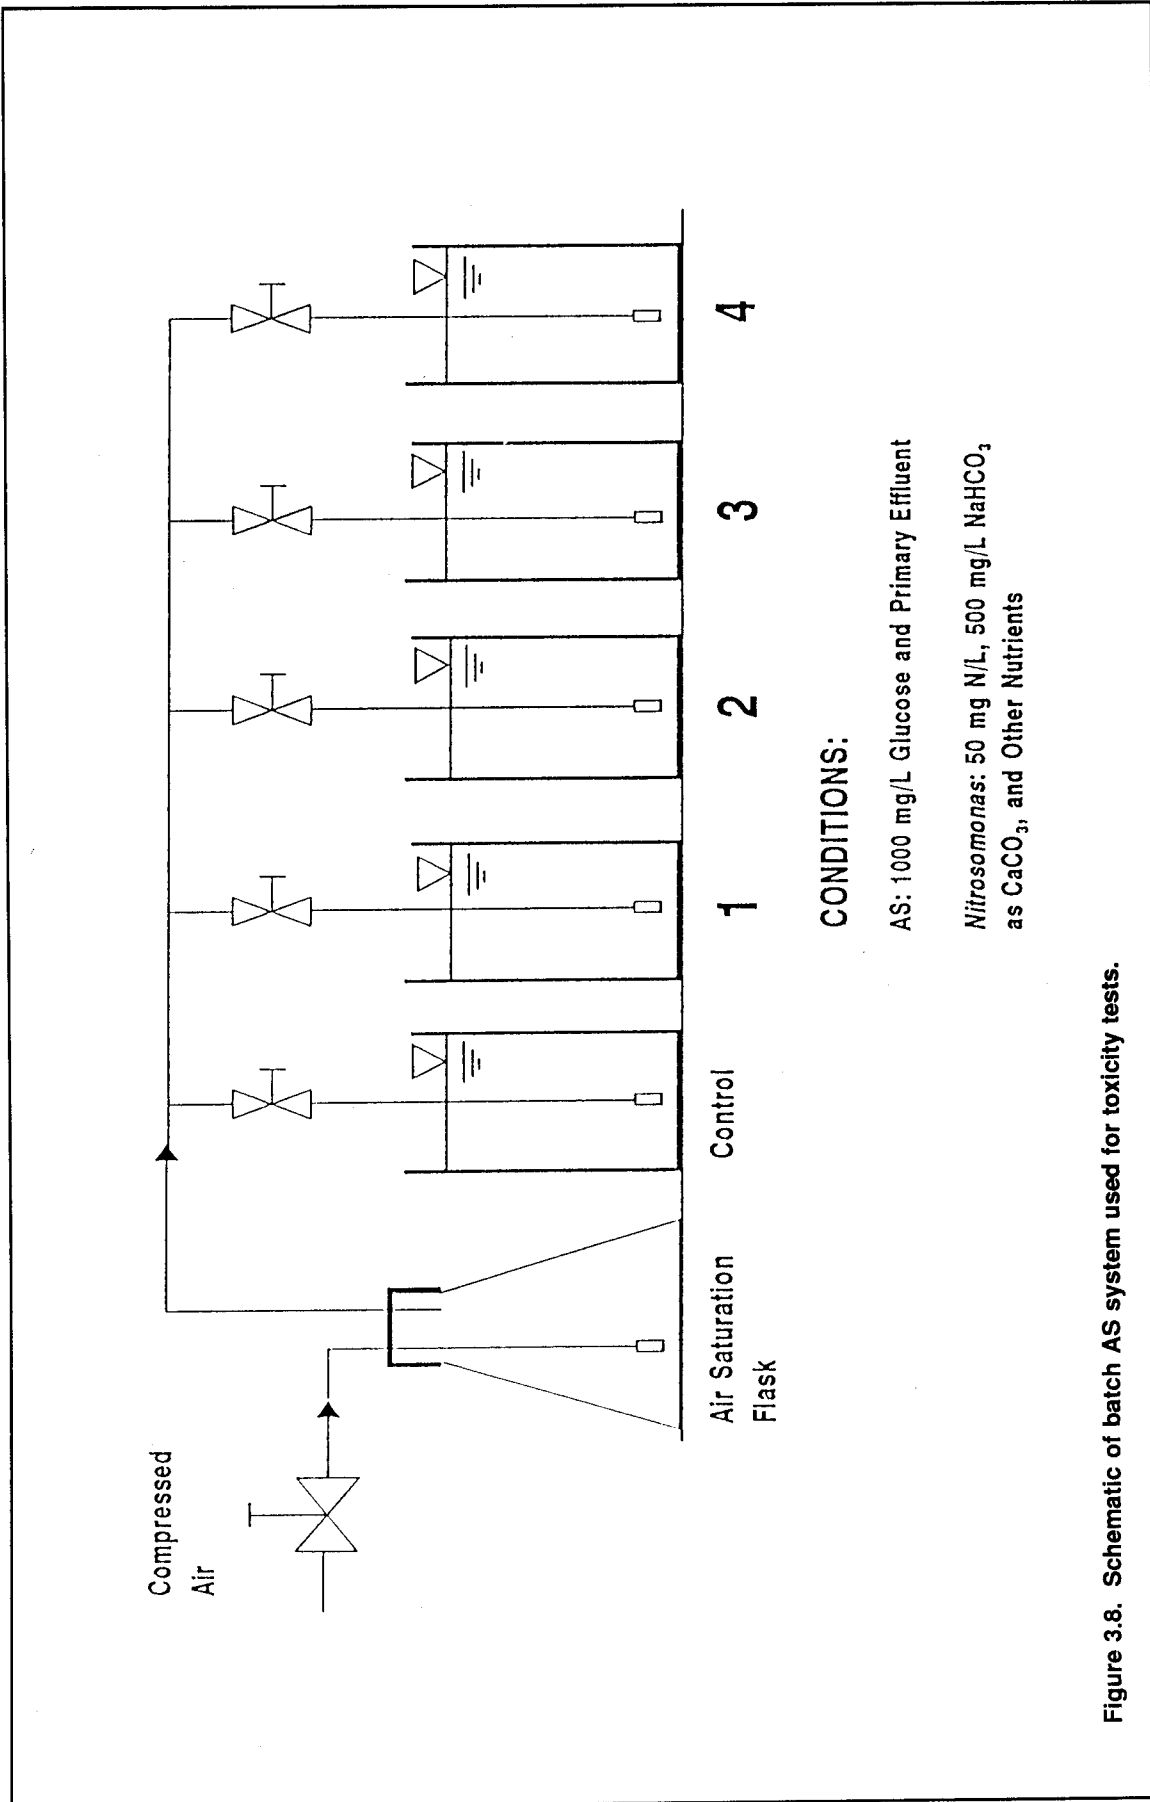 Compressed
Air
Air Saturation
Flask
Control
1
2
3
4
CONDITIONS:
AS: 1000 mg/L Glucose and Primary Effluent
Nitrosomonas: 50 mg N/L, 500 mg/L NaHCO₃
as CaCO₃, and Other Nutrients
Figure 3.8. Schematic of batch AS system used for toxicity tests.